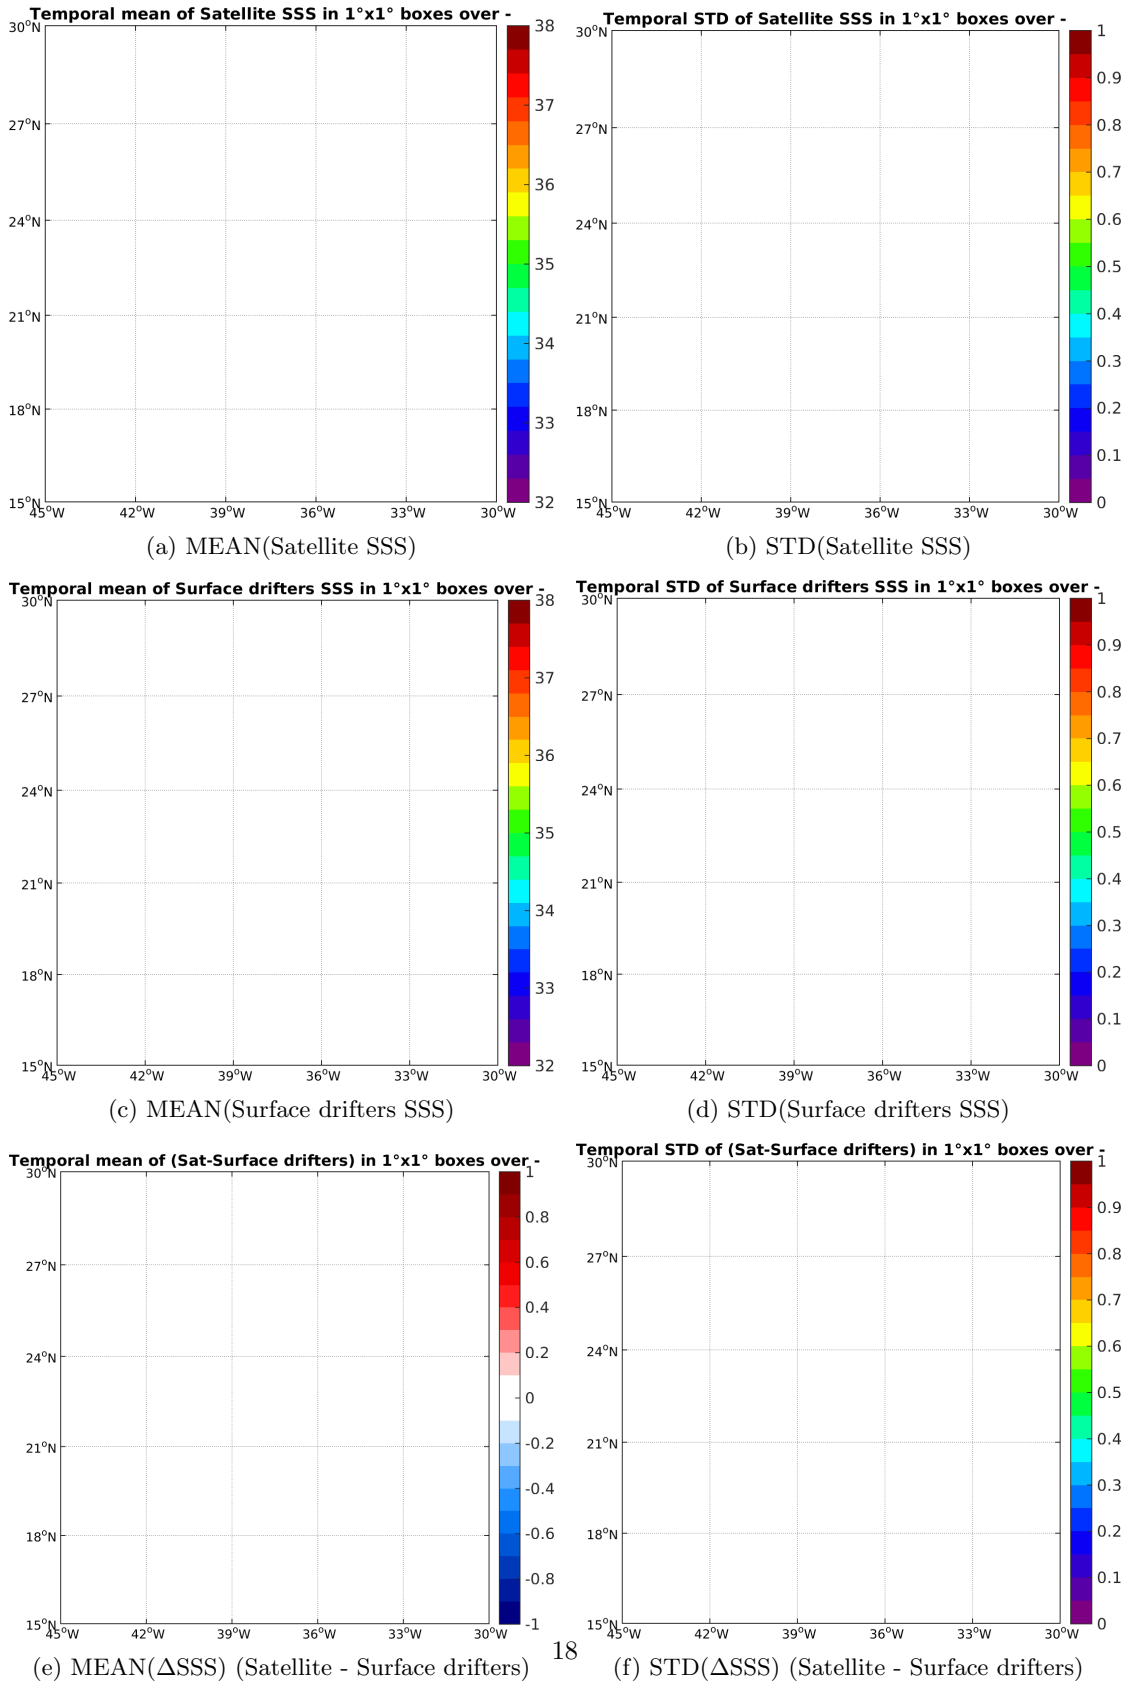 Temporal mean of Satellite SSS in 1°x1° boxes over -
30°N
27°N
24°N
21°N
18°N
15°N
45°W 42°W 39°W 36°W 33°W 30°W
38
37
36
35
34
33
32
(a) MEAN(Satellite SSS)
Temporal STD of Satellite SSS in 1°x1° boxes over -
30°N
27°N
24°N
21°N
18°N
15°N
45°W 42°W 39°W 36°W 33°W 30°W
1
0.9
0.8
0.7
0.6
0.5
0.4
0.3
0.2
0.1
0
(b) STD(Satellite SSS)
Temporal mean of Surface drifters SSS in 1°x1° boxes over -
30°N
27°N
24°N
21°N
18°N
15°N
45°W 42°W 39°W 36°W 33°W 30°W
38
37
36
35
34
33
32
(c) MEAN(Surface drifters SSS)
Temporal STD of Surface drifters SSS in 1°x1° boxes over -
30°N
27°N
24°N
21°N
18°N
15°N
45°W 42°W 39°W 36°W 33°W 30°W
1
0.9
0.8
0.7
0.6
0.5
0.4
0.3
0.2
0.1
0
(d) STD(Surface drifters SSS)
Temporal mean of (Sat-Surface drifters) in 1°x1° boxes over -
30°N
27°N
24°N
21°N
18°N
15°N
45°W 42°W 39°W 36°W 33°W 30°W
1
0.8
0.6
0.4
0.2
0
-0.2
-0.4
-0.6
-0.8
-1
(e) MEAN(ΔSSS) (Satellite - Surface drifters)
Temporal STD of (Sat-Surface drifters) in 1°x1° boxes over -
30°N
27°N
24°N
21°N
18°N
15°N
45°W 42°W 39°W 36°W 33°W 30°W
1
0.9
0.8
0.7
0.6
0.5
0.4
0.3
0.2
0.1
0
(f) STD(ΔSSS) (Satellite - Surface drifters)
18